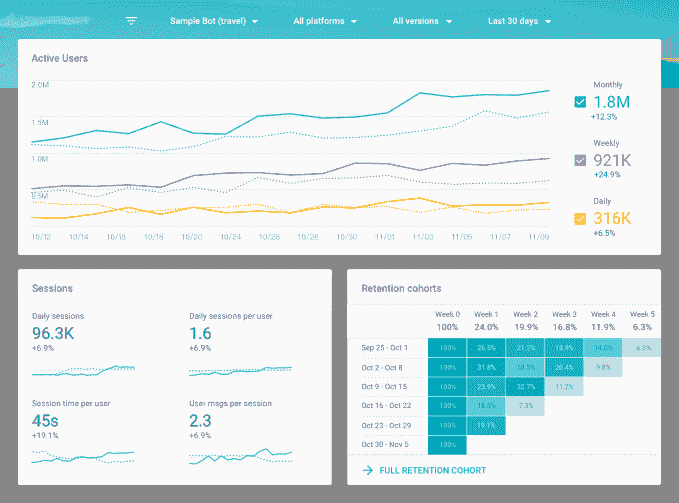 Sample Bot (travel) All platforms All versions Last 30 days
Active Users
2.0M
1.5M
1.0M
0.5M
10/12 10/14 10/16 10/18 10/20 10/24 10/28 10/30 11/01 11/03 11/05 11/07 11/09
Monthly
1.8M
+12.3%
Weekly
921K
+24.9%
Daily
316K
+6.5%
Sessions
Daily sessions
96.3K
+6.9%
Daily sessions per user
1.6
+6.9%
Session time per user
45s
+19.1%
User msgs per session
2.3
+6.9%
Retention cohorts
Week 0 Week 1 Week 2 Week 3 Week 4 Week 5
100% 24.0% 19.9% 16.8% 11.9% 6.3%
Sep 25 - Oct 1 100% 26.5% 21.2% 18.9% 14.0% 6.3%
Oct 2 - Oct 8 100% 31.8% 18.5% 20.4% 9.8%
Oct 9 - Oct 15 100% 23.9% 32.7% 11.2%
Oct 16 - Oct 22 100% 18.5% 7.3%
Oct 23 - Oct 29 100% 19.1%
Oct 30 - Nov 5 100%
FULL RETENTION COHORT